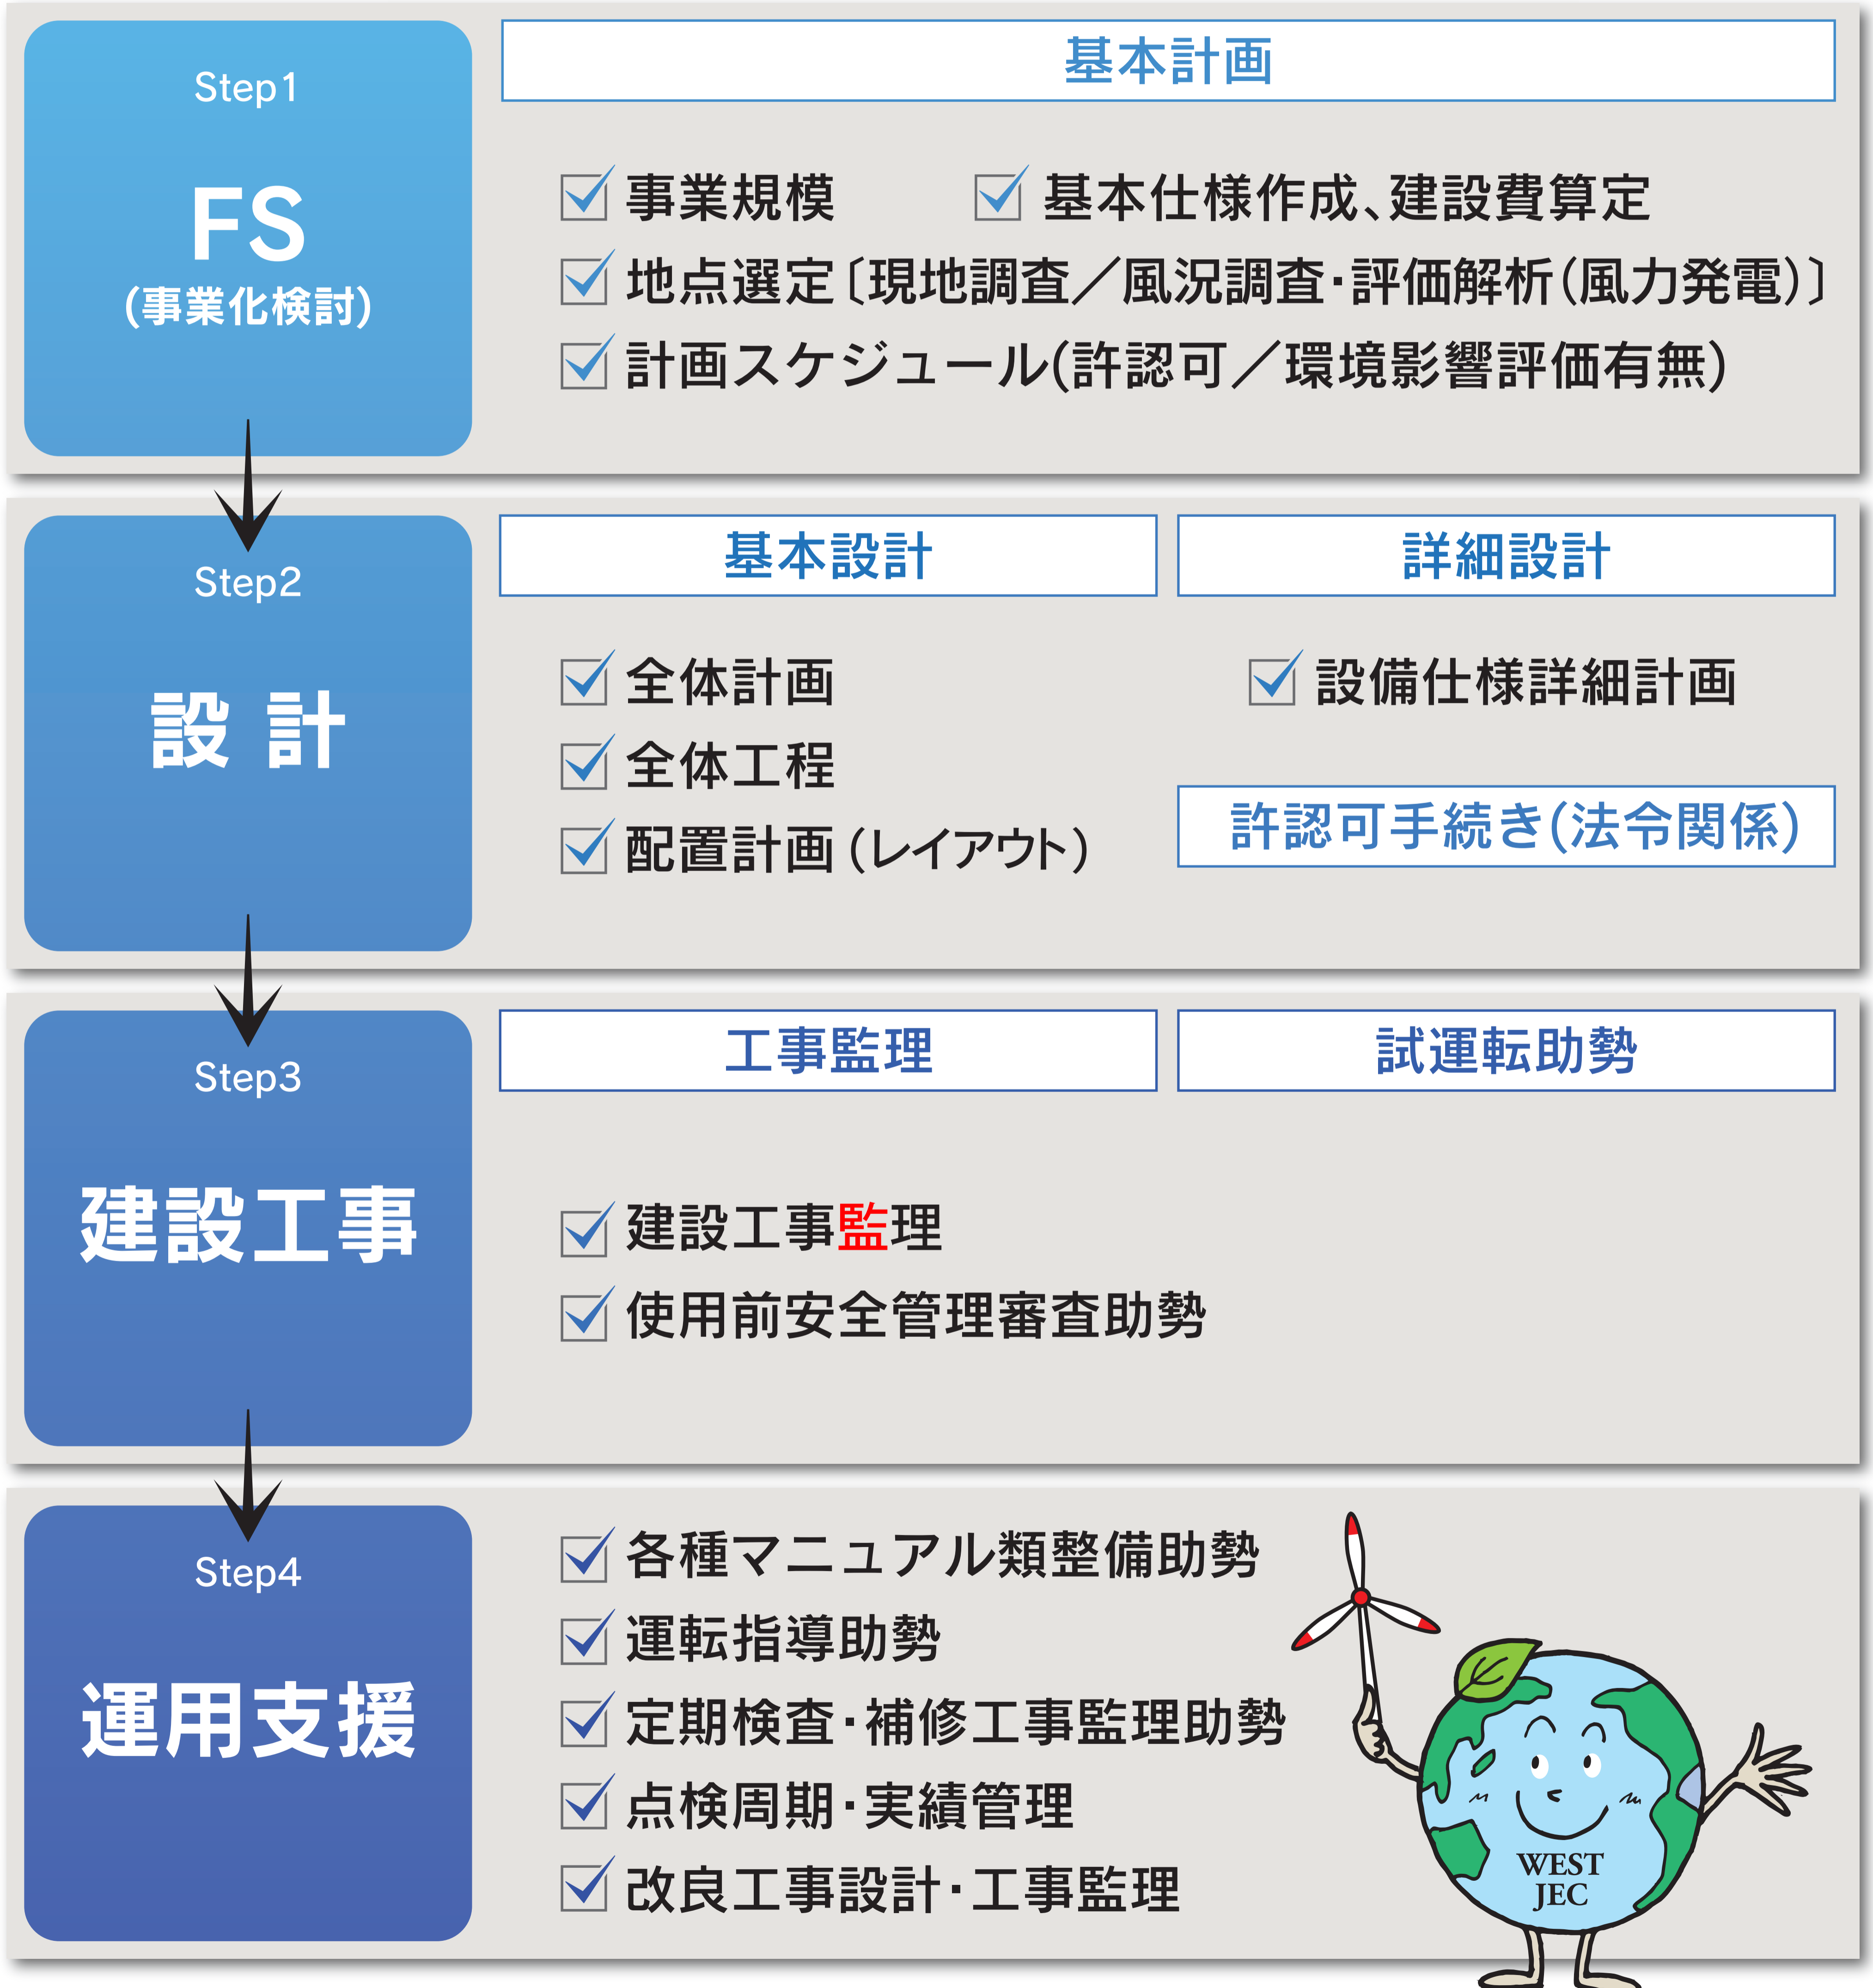 Step1
FS
(事業化検討)
基本計画
事業規模
基本仕様作成、建設費算定
地点選定〔現地調査／風況調査・評価解析(風力発電)〕
計画スケジュール(許認可／環境影響評価有無)
Step2
設 計
基本設計
全体計画
全体工程
配置計画(レイアウト)
詳細設計
設備仕様詳細計画
許認可手続き(法令関係)
Step3
建設工事
工事監理
試運転助勢
建設工事監理
使用前安全管理審査助勢
Step4
運用支援
各種マニュアル類整備助勢
運転指導助勢
定期検査・補修工事監理助勢
点検周期・実績管理
改良工事設計・工事監理
WEST
JEC